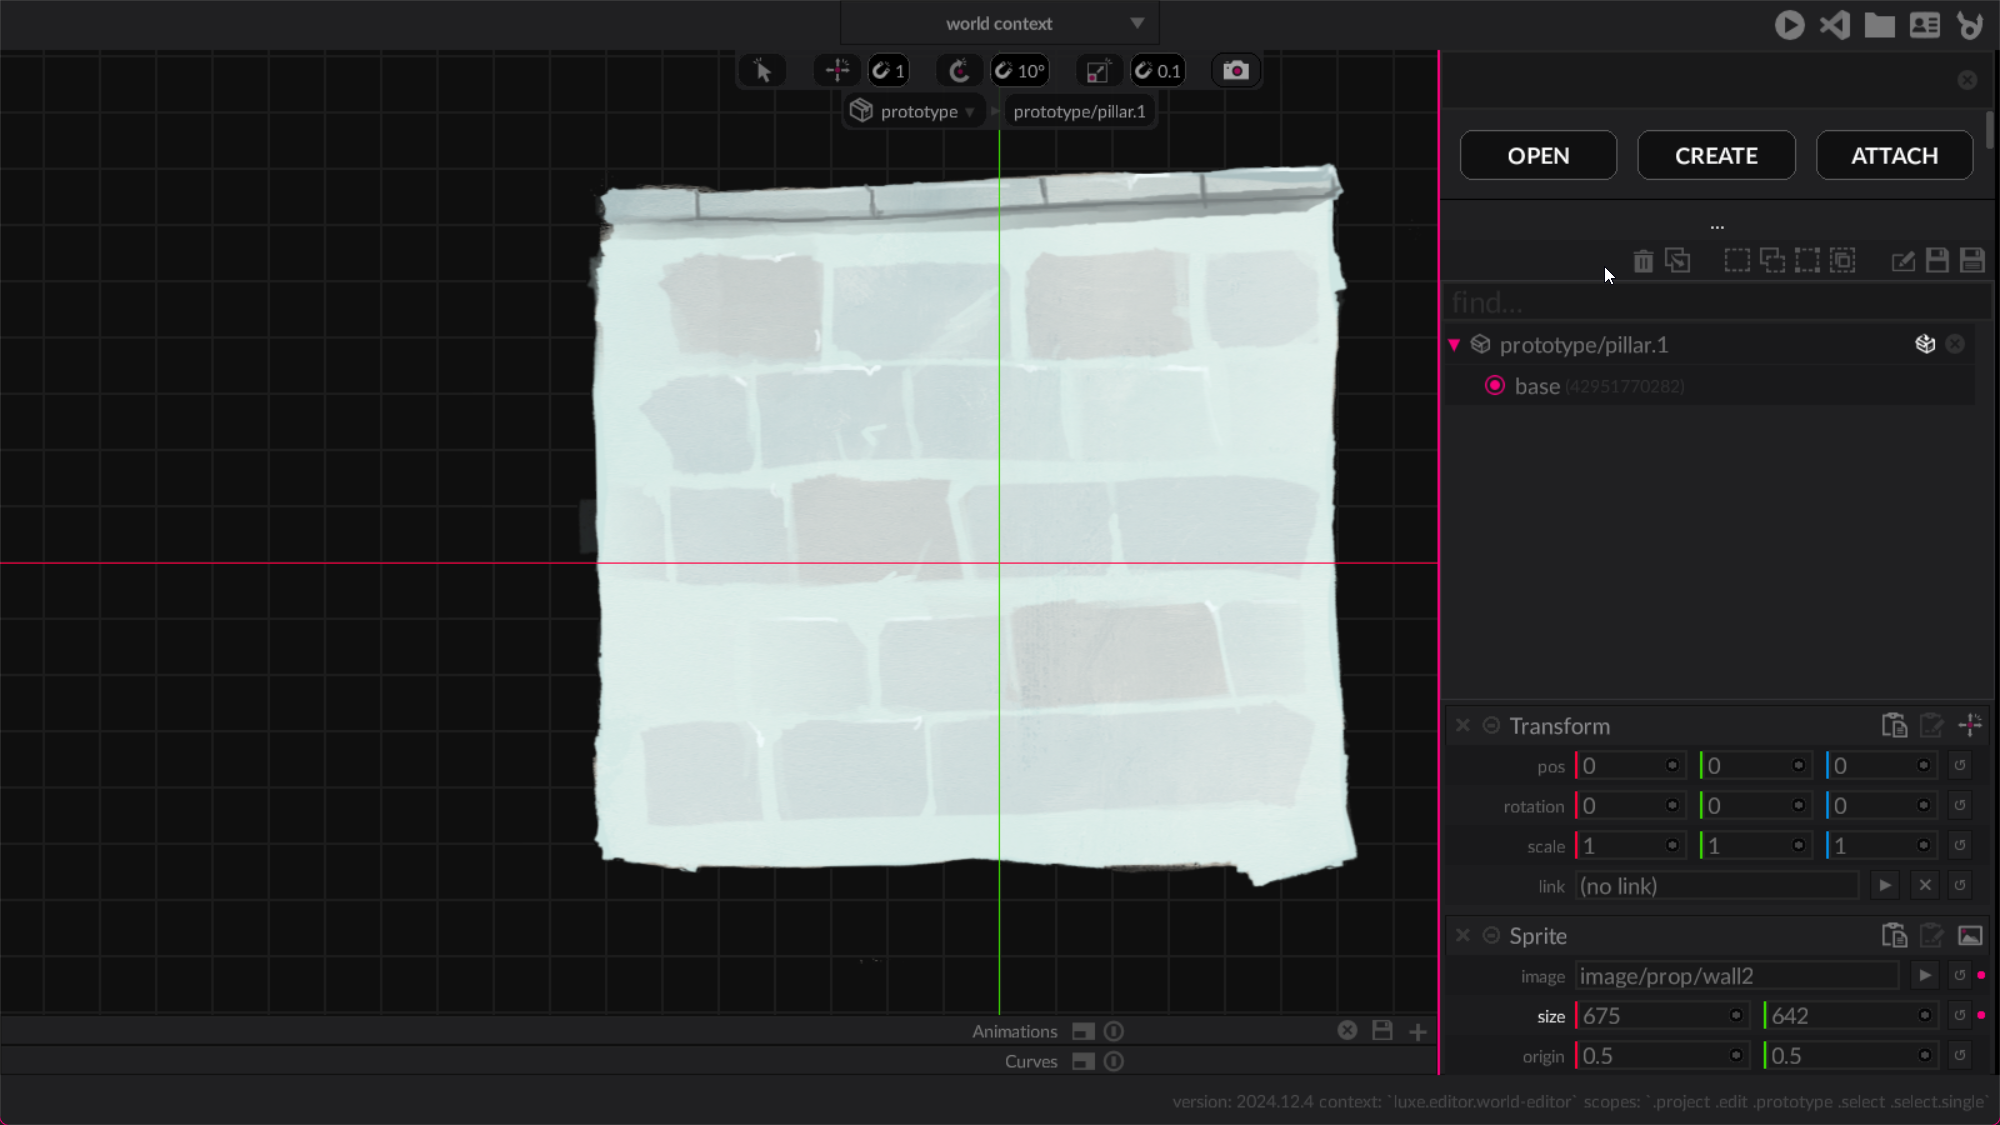 world context
1
10°
0.1
prototype
prototype/pillar.1
OPEN
CREATE
ATTACH
...
find...
prototype/pillar.1
base (42951770282)
Transform
pos 0 0 0
rotation 0 0 0
scale 1 1 1
link (no link)
Sprite
image image/prop/wall2
size 675 642
origin 0.5 0.5
Animations
Curves
version: 2024.12.4 context: `luxe.editor.world-editor` scopes: `.project .edit .prototype .select .select.single`